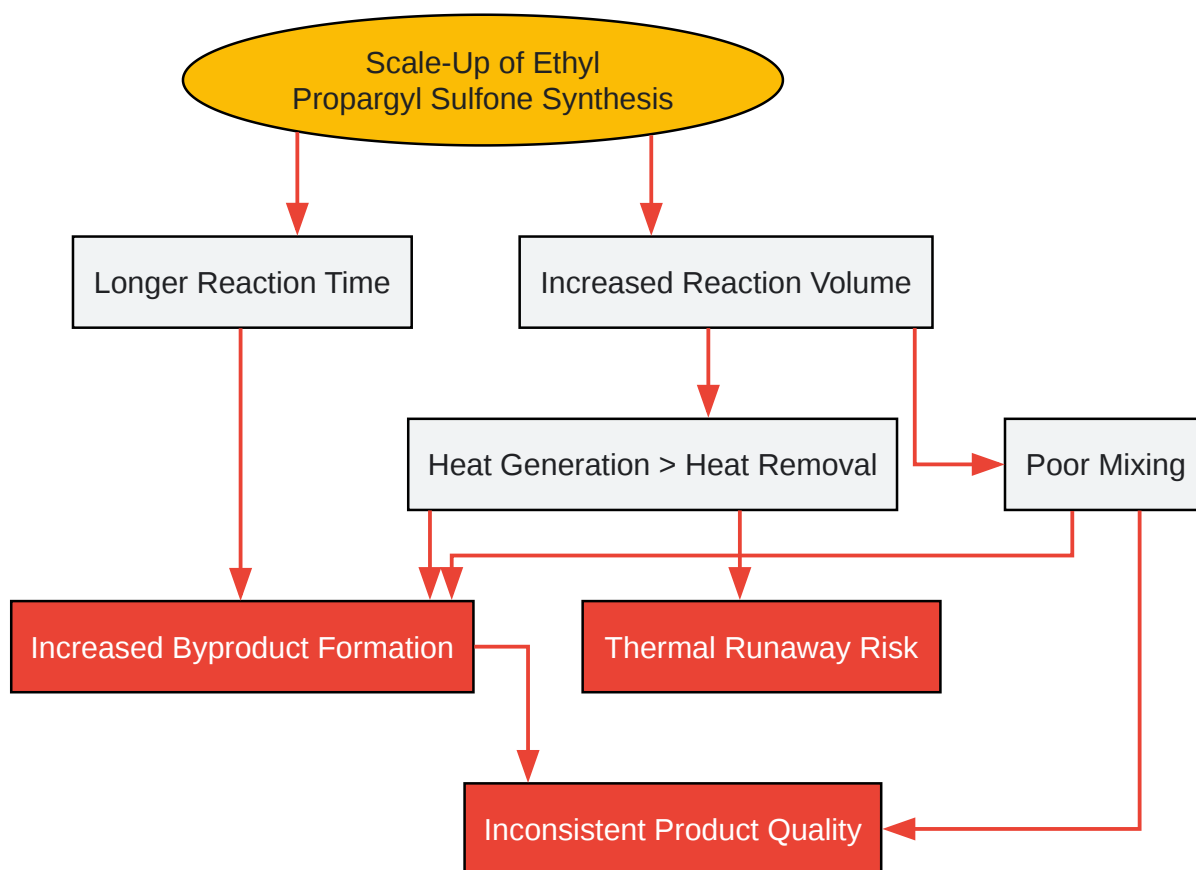 Scale-Up of Ethyl
Propargyl Sulfone Synthesis
Longer Reaction Time
Increased Reaction Volume
Heat Generation > Heat Removal
Poor Mixing
Increased Byproduct Formation
Thermal Runaway Risk
Inconsistent Product Quality